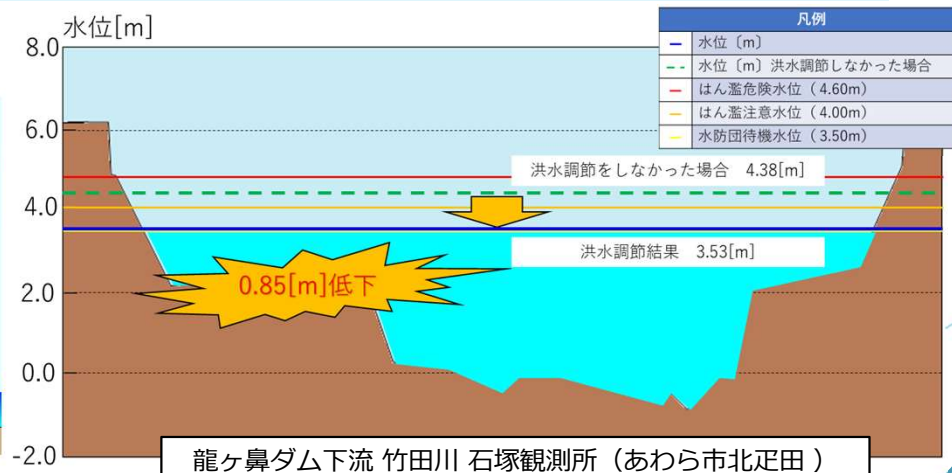 水位[m]
凡例
水位〔m〕
水位〔m〕洪水調節しなかった場合
はん濫危険水位（4.60m）
はん濫注意水位（4.00m）
水防団待機水位（3.50m）
8.0
6.0
4.0
2.0
0.0
-2.0
洪水調節をしなかった場合　4.38[m]
洪水調節結果　3.53[m]
0.85[m]低下
龍ヶ鼻ダム下流 竹田川 石塚観測所（あわら市北疋田 ）